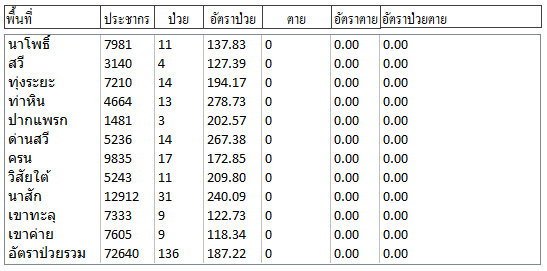 พื้นที่ ประชากร ป่วย อัตราป่วย ตาย อัตราตาย อัตราป่วยตาย
นาโพธิ์ 7981 11 137.83 0 0.00 0.00
สวี 3140 4 127.39 0 0.00 0.00
ทุ่งระยะ 7210 14 194.17 0 0.00 0.00
ท่าหิน 4664 13 278.73 0 0.00 0.00
ปากแพรก 1481 3 202.57 0 0.00 0.00
ด่านสวี 5236 14 267.38 0 0.00 0.00
ครน 9835 17 172.85 0 0.00 0.00
วิสัยใต้ 5243 11 209.80 0 0.00 0.00
นาสัก 12912 31 240.09 0 0.00 0.00
เขาทะลุ 7333 9 122.73 0 0.00 0.00
เขาค่าย 7605 9 118.34 0 0.00 0.00
อัตราป่วยรวม 72640 136 187.22 0 0.00 0.00